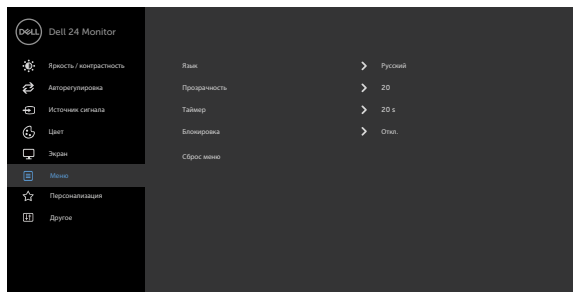 DELL Dell 24 Monitor
Яркость / контрастность
Авторегулировка
Источник сигнала
Цвет
Экран
Меню
Персонализация
Другое
Язык Русский
Прозрачность 20
Таймер 20 s
Блокировка Откл.
Сброс меню